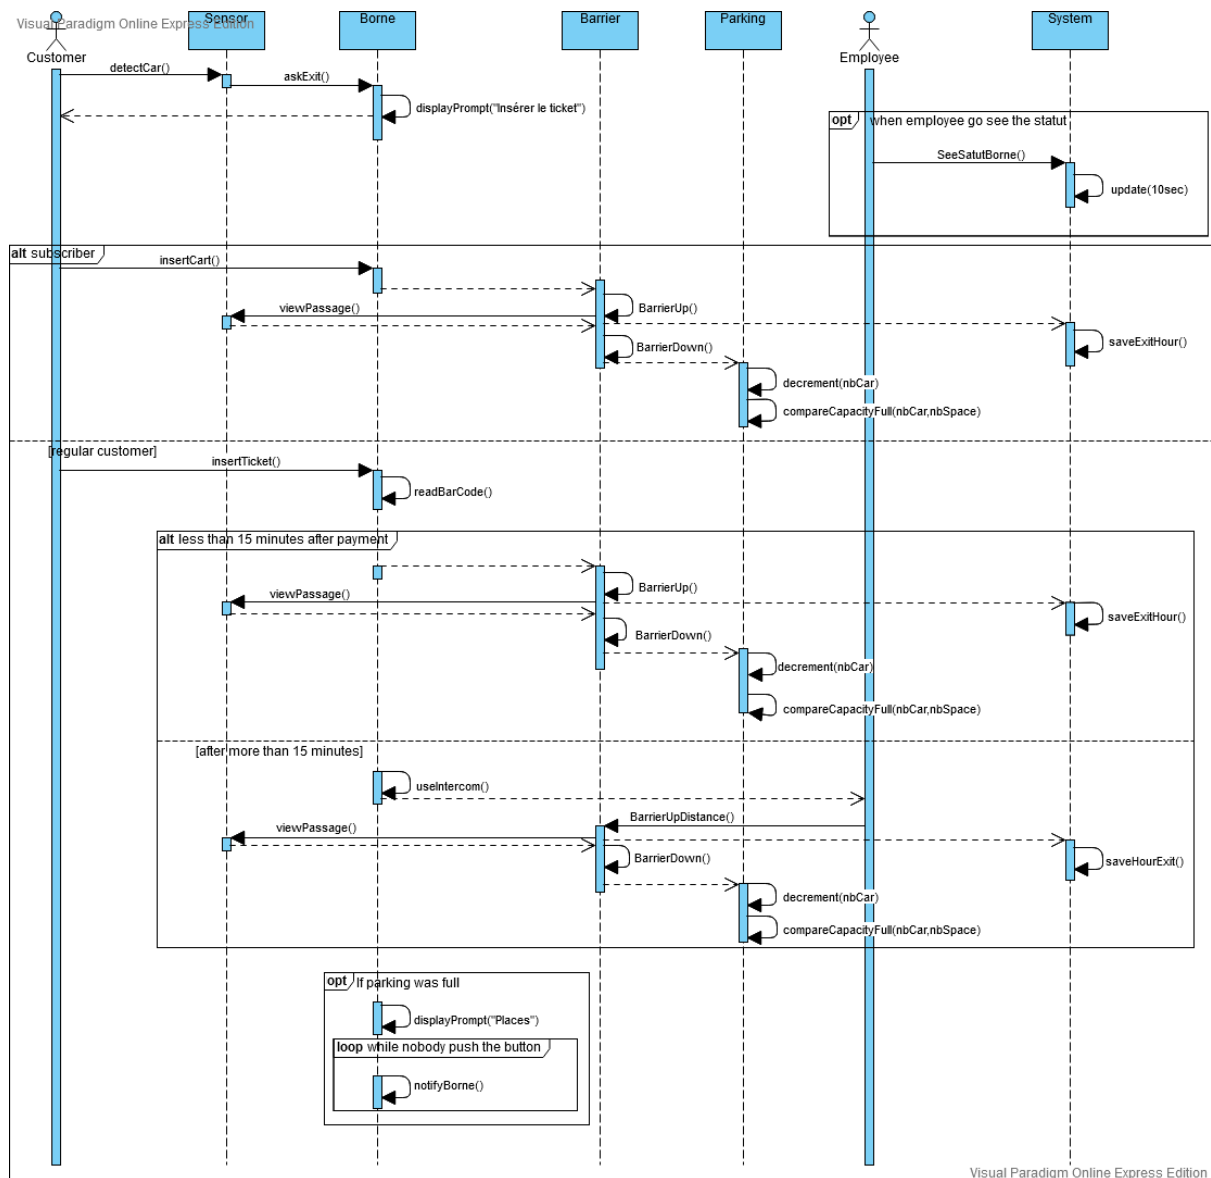 Visual Paradigm Online Express Edition
Sensor
Borne
Barrier
Parking
System
Customer
Employee
detectCar()
askExit()
displayPrompt("Insérer le ticket")
opt when employee go see the statut
SeeSatutBorne()
update(10sec)
alt subscriber
insertCart()
viewPassage()
BarrierUp()
BarrierDown()
saveExitHour()
decrement(nbCar)
compareCapacityFull(nbCar,nbSpace)
[regular customer]
insertTicket()
readBarCode()
alt less than 15 minutes after payment
BarrierUp()
viewPassage()
saveExitHour()
BarrierDown()
decrement(nbCar)
compareCapacityFull(nbCar,nbSpace)
[after more than 15 minutes]
useIntercom()
BarrierUpDistance()
viewPassage()
BarrierDown()
saveHourExit()
decrement(nbCar)
compareCapacityFull(nbCar,nbSpace)
opt If parking was full
displayPrompt("Places")
loop while nobody push the button
notifyBorne()
Visual Paradigm Online Express Edition